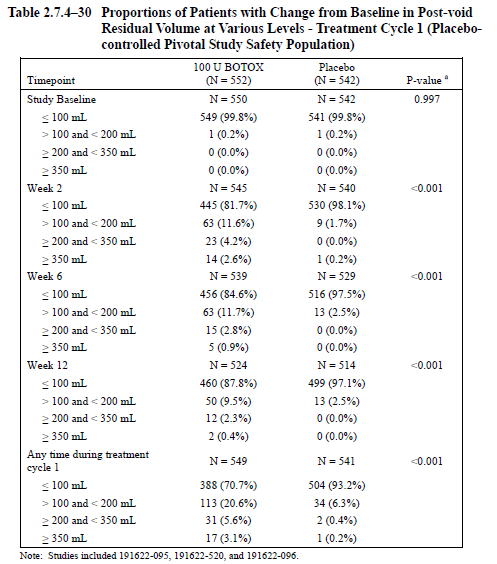 Table 2.7.4–30 Proportions of Patients with Change from Baseline in Post-void
Residual Volume at Various Levels - Treatment Cycle 1 (Placebo-
controlled Pivotal Study Safety Population)
Timepoint 100 U BOTOX (N = 552) Placebo (N = 542) P-value a
Study Baseline N = 550 N = 542 0.997
≤ 100 mL 549 (99.8%) 541 (99.8%)
> 100 and < 200 mL 1 (0.2%) 1 (0.2%)
≥ 200 and < 350 mL 0 (0.0%) 0 (0.0%)
≥ 350 mL 0 (0.0%) 0 (0.0%)
Week 2 N = 545 N = 540 <0.001
≤ 100 mL 445 (81.7%) 530 (98.1%)
> 100 and < 200 mL 63 (11.6%) 9 (1.7%)
≥ 200 and < 350 mL 23 (4.2%) 0 (0.0%)
≥ 350 mL 14 (2.6%) 1 (0.2%)
Week 6 N = 539 N = 529 <0.001
≤ 100 mL 456 (84.6%) 516 (97.5%)
> 100 and < 200 mL 63 (11.7%) 13 (2.5%)
≥ 200 and < 350 mL 15 (2.8%) 0 (0.0%)
≥ 350 mL 5 (0.9%) 0 (0.0%)
Week 12 N = 524 N = 514 <0.001
≤ 100 mL 460 (87.8%) 499 (97.1%)
> 100 and < 200 mL 50 (9.5%) 13 (2.5%)
≥ 200 and < 350 mL 12 (2.3%) 0 (0.0%)
≥ 350 mL 2 (0.4%) 0 (0.0%)
Any time during treatment cycle 1 N = 549 N = 541 <0.001
≤ 100 mL 388 (70.7%) 504 (93.2%)
> 100 and < 200 mL 113 (20.6%) 34 (6.3%)
≥ 200 and < 350 mL 31 (5.6%) 2 (0.4%)
≥ 350 mL 17 (3.1%) 1 (0.2%)
Note: Studies included 191622-095, 191622-520, and 191622-096.